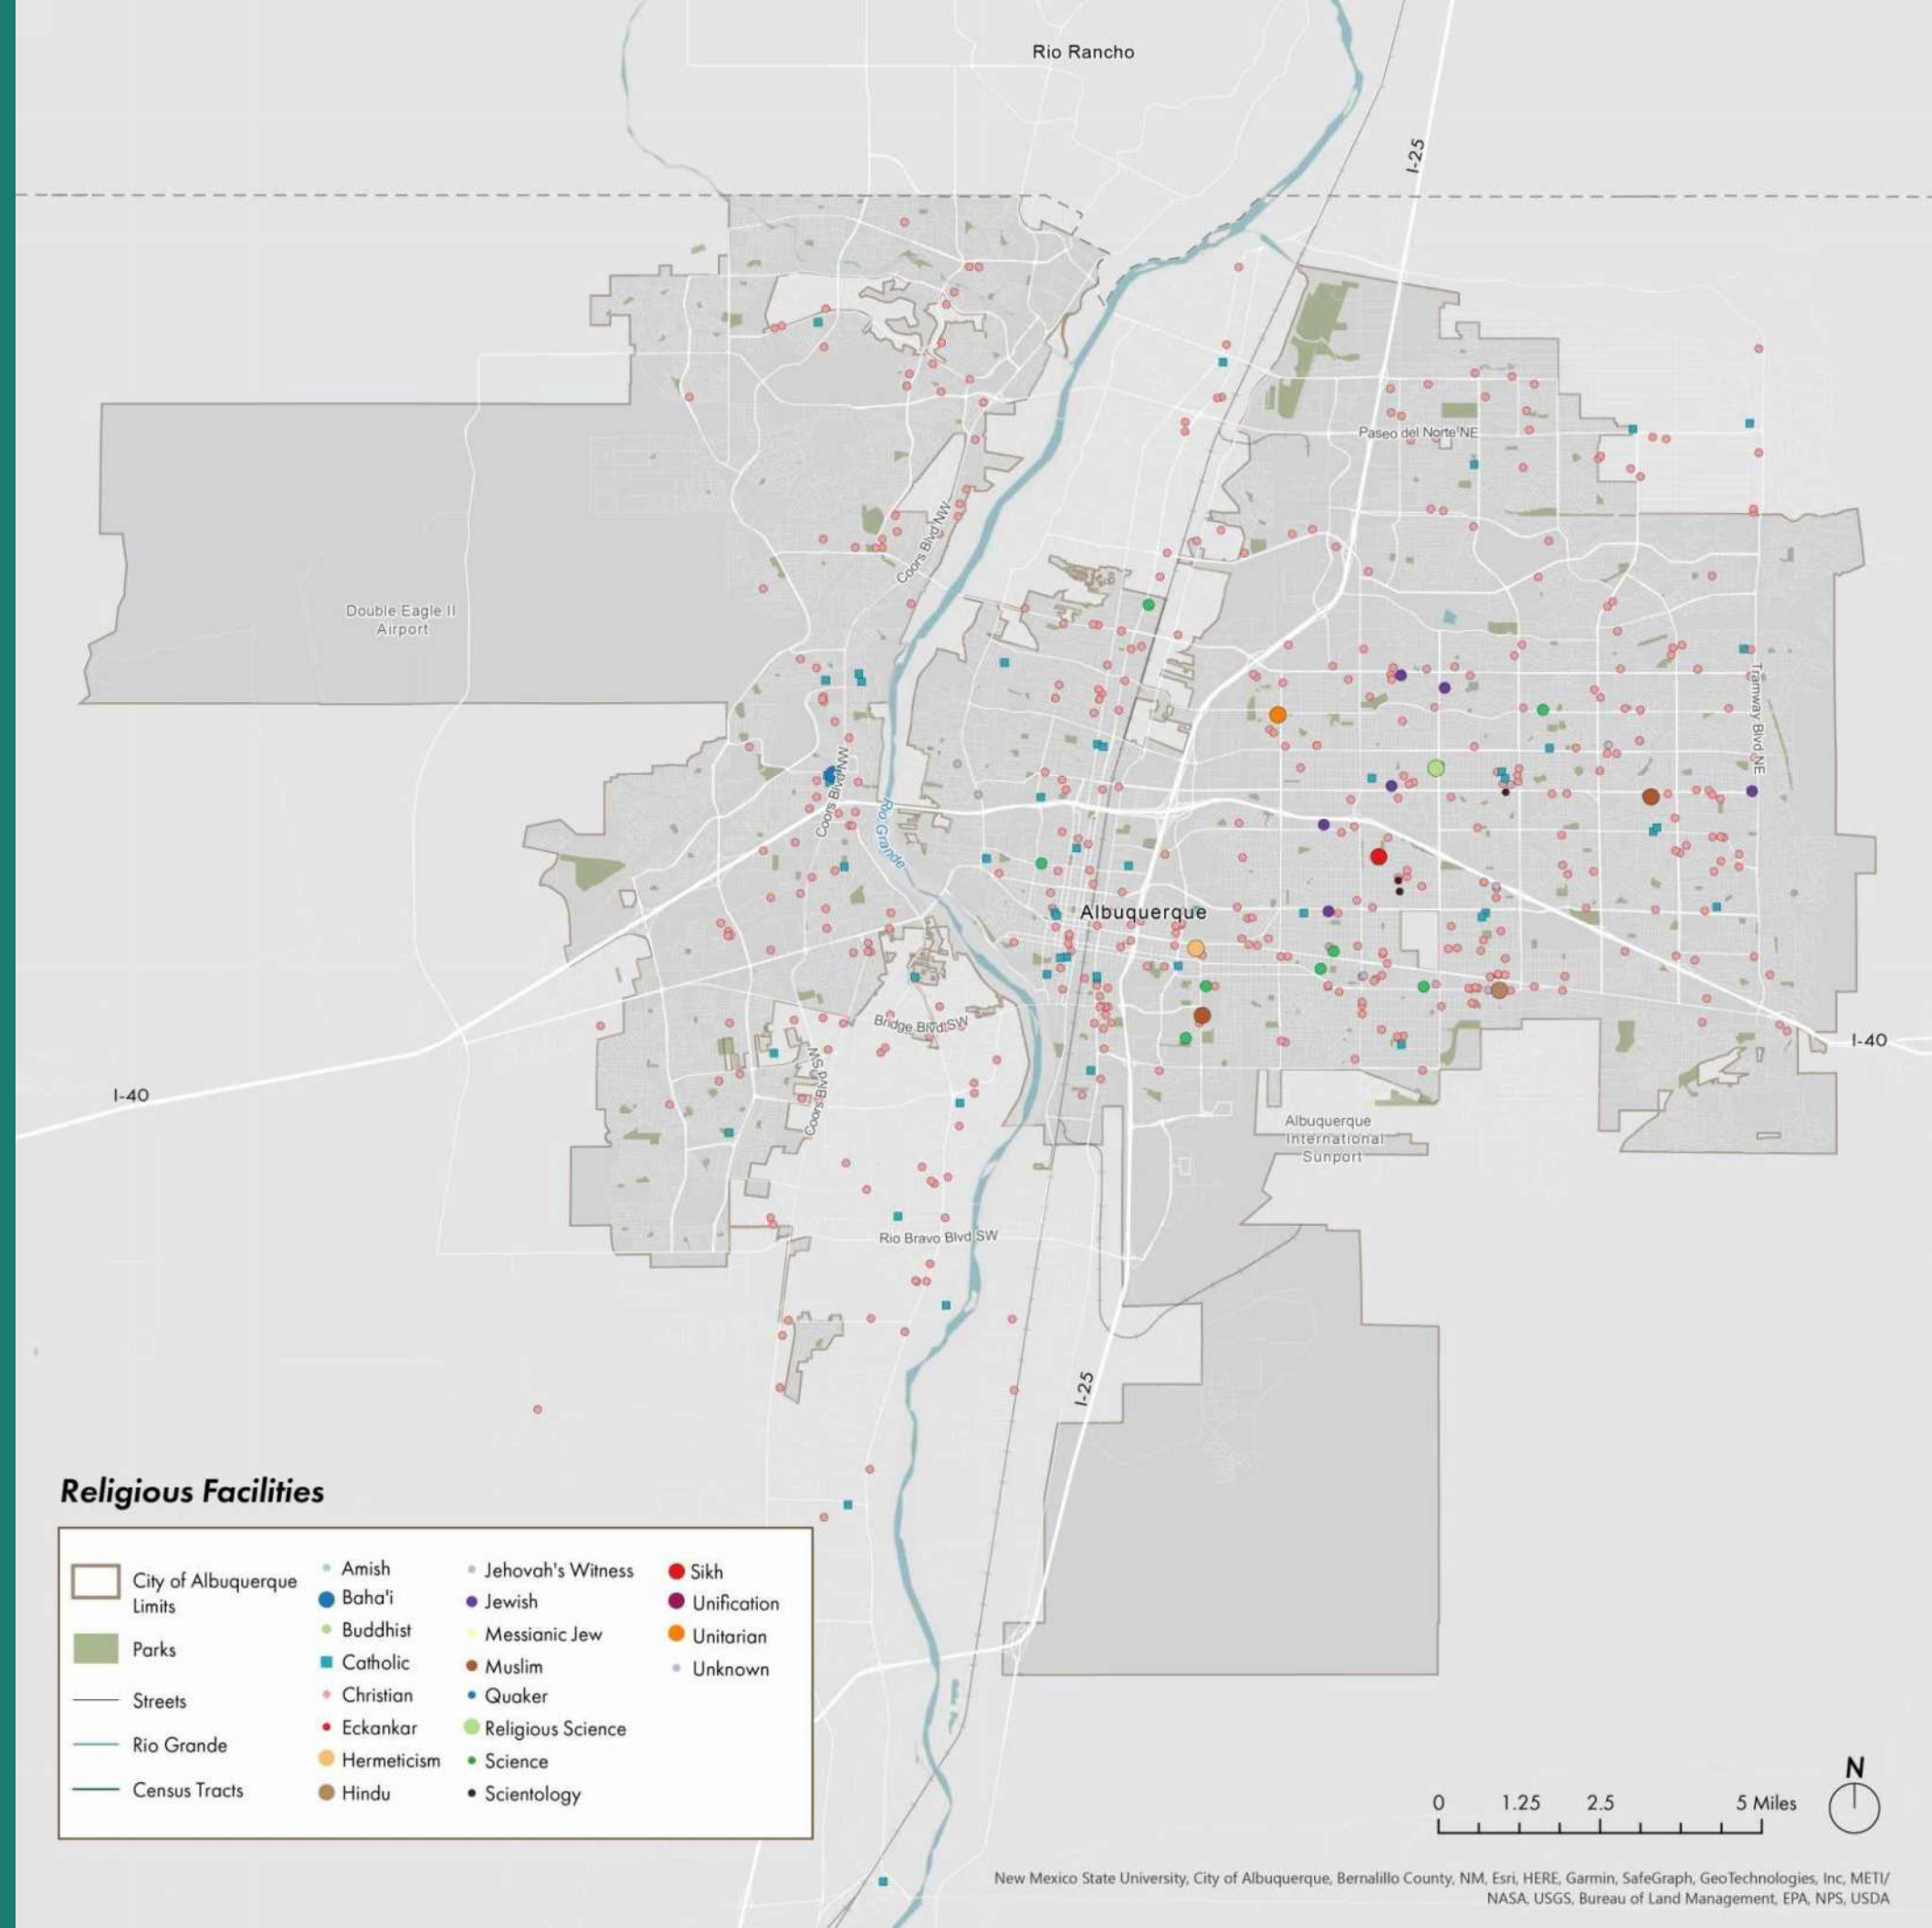 Rio Rancho
I-25
Paseo del Norte NE
Coors Blvd NW
Double Eagle II
Airport
Tramway Blvd NE
Coors Blvd NW
Rio Grande
Albuquerque
Bridge Blvd SW
I-40
I-40
Coors Blvd SW
Albuquerque
International
Sunport
Rio Bravo Blvd SW
I-25
Religious Facilities
City of Albuquerque
Limits
Parks
Streets
Rio Grande
Census Tracts
Amish
Baha'i
Buddhist
Catholic
Christian
Eckankar
Hermeticism
Hindu
Jehovah's Witness
Jewish
Messianic Jew
Muslim
Quaker
Religious Science
Science
Scientology
Sikh
Unification
Unitarian
Unknown
N
0 1.25 2.5 5 Miles
New Mexico State University, City of Albuquerque, Bernalillo County, NM, Esri, HERE, Garmin, SafeGraph, GeoTechnologies, Inc, METI/
NASA, USGS, Bureau of Land Management, EPA, NPS, USDA